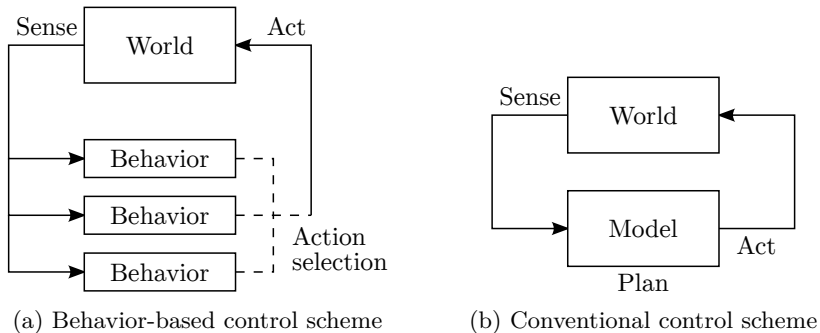 Sense
World
Act
Behavior
Behavior
Behavior
Action
selection
(a) Behavior-based control scheme
Sense
World
Model
Act
Plan
(b) Conventional control scheme